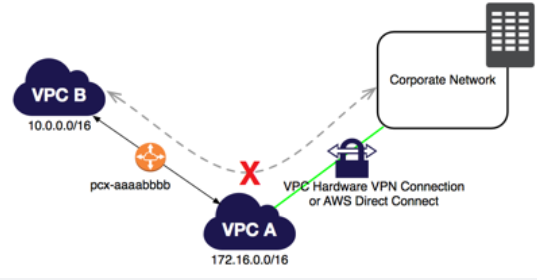 Corporate Network
VPC B
10.0.0.0/16
pcx-aaaabbbb
X
VPC Hardware VPN Connection
or AWS Direct Connect
VPC A
172.16.0.0/16